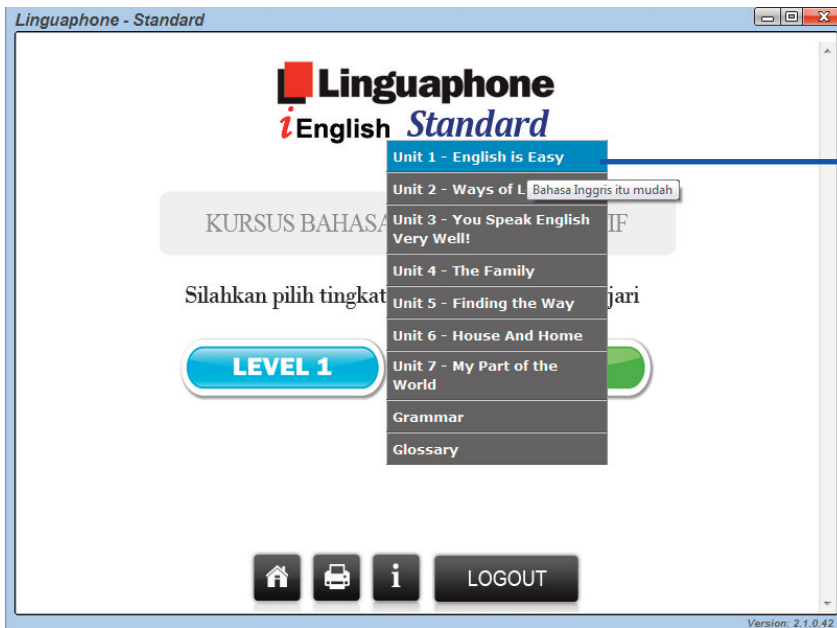 Linguaphone - Standard
Linguaphone
iEnglish Standard
Unit 1 - English is Easy
Unit 2 - Ways of L
Bahasa Inggris itu mudah
KURSUS BAHASA
IF
Unit 3 - You Speak English
Very Well!
Unit 4 - The Family
Silahkan pilih tingkat
jari
Unit 5 - Finding the Way
Unit 6 - House And Home
LEVEL 1
Unit 7 - My Part of the
World
Grammar
Glossary
i
LOGOUT
Version: 2.1.0.42